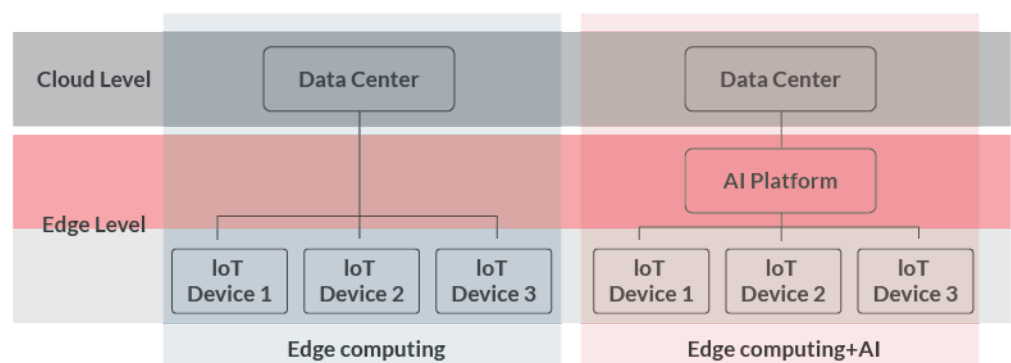 Cloud Level
Data Center
Data Center
AI Platform
Edge Level
IoT
Device 1
IoT
Device 2
IoT
Device 3
IoT
Device 1
IoT
Device 2
IoT
Device 3
Edge computing
Edge computing+AI